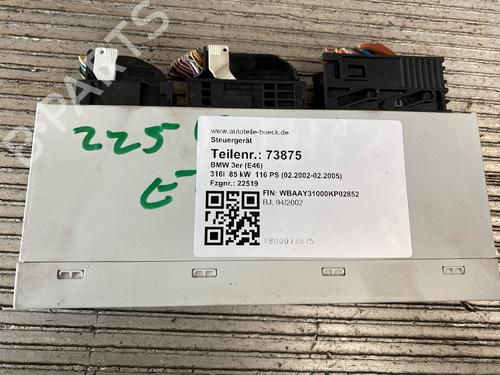 www.autoteile-boeck.de
Steuergerät
Teilenr.: 73875
BMW 3er (E46)
316i 85 kW 116 PS (02.2002-02.2005)
Fzgnr.: 22519
FIN: WBAAY31000KP02852
BJ: 04/2002
1800073875
225